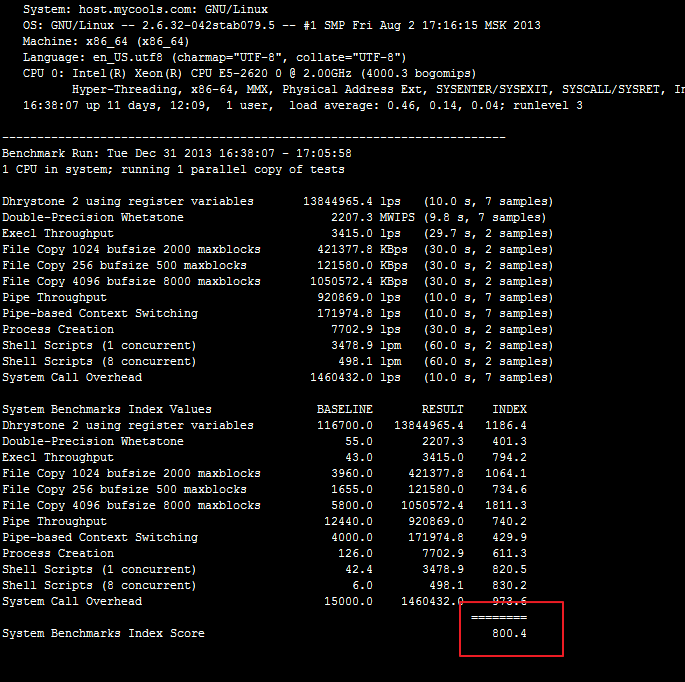 System: host.mycools.com: GNU/Linux
OS: GNU/Linux -- 2.6.32-042stab079.5 -- #1 SMP Fri Aug 2 17:16:15 MSK 2013
Machine: x86_64 (x86_64)
Language: en_US.utf8 (charmap="UTF-8", collate="UTF-8")
CPU 0: Intel(R) Xeon(R) CPU E5-2620 0 @ 2.00GHz (4000.3 bogomips)
Hyper-Threading, x86-64, MMX, Physical Address Ext, SYSENTER/SYSEXIT, SYSCALL/SYSRET, In
16:38:07 up 11 days, 12:09, 1 user, load average: 0.46, 0.14, 0.04; runlevel 3
------------------------------------------------------------------------
Benchmark Run: Tue Dec 31 2013 16:38:07 - 17:05:58
1 CPU in system; running 1 parallel copy of tests
Dhrystone 2 using register variables 13844965.4 lps (10.0 s, 7 samples)
Double-Precision Whetstone 2207.3 MWIPS (9.8 s, 7 samples)
Execl Throughput 3415.0 lps (29.7 s, 2 samples)
File Copy 1024 bufsize 2000 maxblocks 421377.8 KBps (30.0 s, 2 samples)
File Copy 256 bufsize 500 maxblocks 121580.0 KBps (30.0 s, 2 samples)
File Copy 4096 bufsize 8000 maxblocks 1050572.4 KBps (30.0 s, 2 samples)
Pipe Throughput 920869.0 lps (10.0 s, 7 samples)
Pipe-based Context Switching 171974.8 lps (10.0 s, 7 samples)
Process Creation 7702.9 lps (30.0 s, 2 samples)
Shell Scripts (1 concurrent) 3478.9 lpm (60.0 s, 2 samples)
Shell Scripts (8 concurrent) 498.1 lpm (60.0 s, 2 samples)
System Call Overhead 1460432.0 lps (10.0 s, 7 samples)
System Benchmarks Index Values BASELINE RESULT INDEX
Dhrystone 2 using register variables 116700.0 13844965.4 1186.4
Double-Precision Whetstone 55.0 2207.3 401.3
Execl Throughput 43.0 3415.0 794.2
File Copy 1024 bufsize 2000 maxblocks 3960.0 421377.8 1064.1
File Copy 256 bufsize 500 maxblocks 1655.0 121580.0 734.6
File Copy 4096 bufsize 8000 maxblocks 5800.0 1050572.4 1811.3
Pipe Throughput 12440.0 920869.0 740.2
Pipe-based Context Switching 4000.0 171974.8 429.9
Process Creation 126.0 7702.9 611.3
Shell Scripts (1 concurrent) 42.4 3478.9 820.5
Shell Scripts (8 concurrent) 6.0 498.1 830.2
System Call Overhead 15000.0 1460432.0 973.6
========
System Benchmarks Index Score 800.4